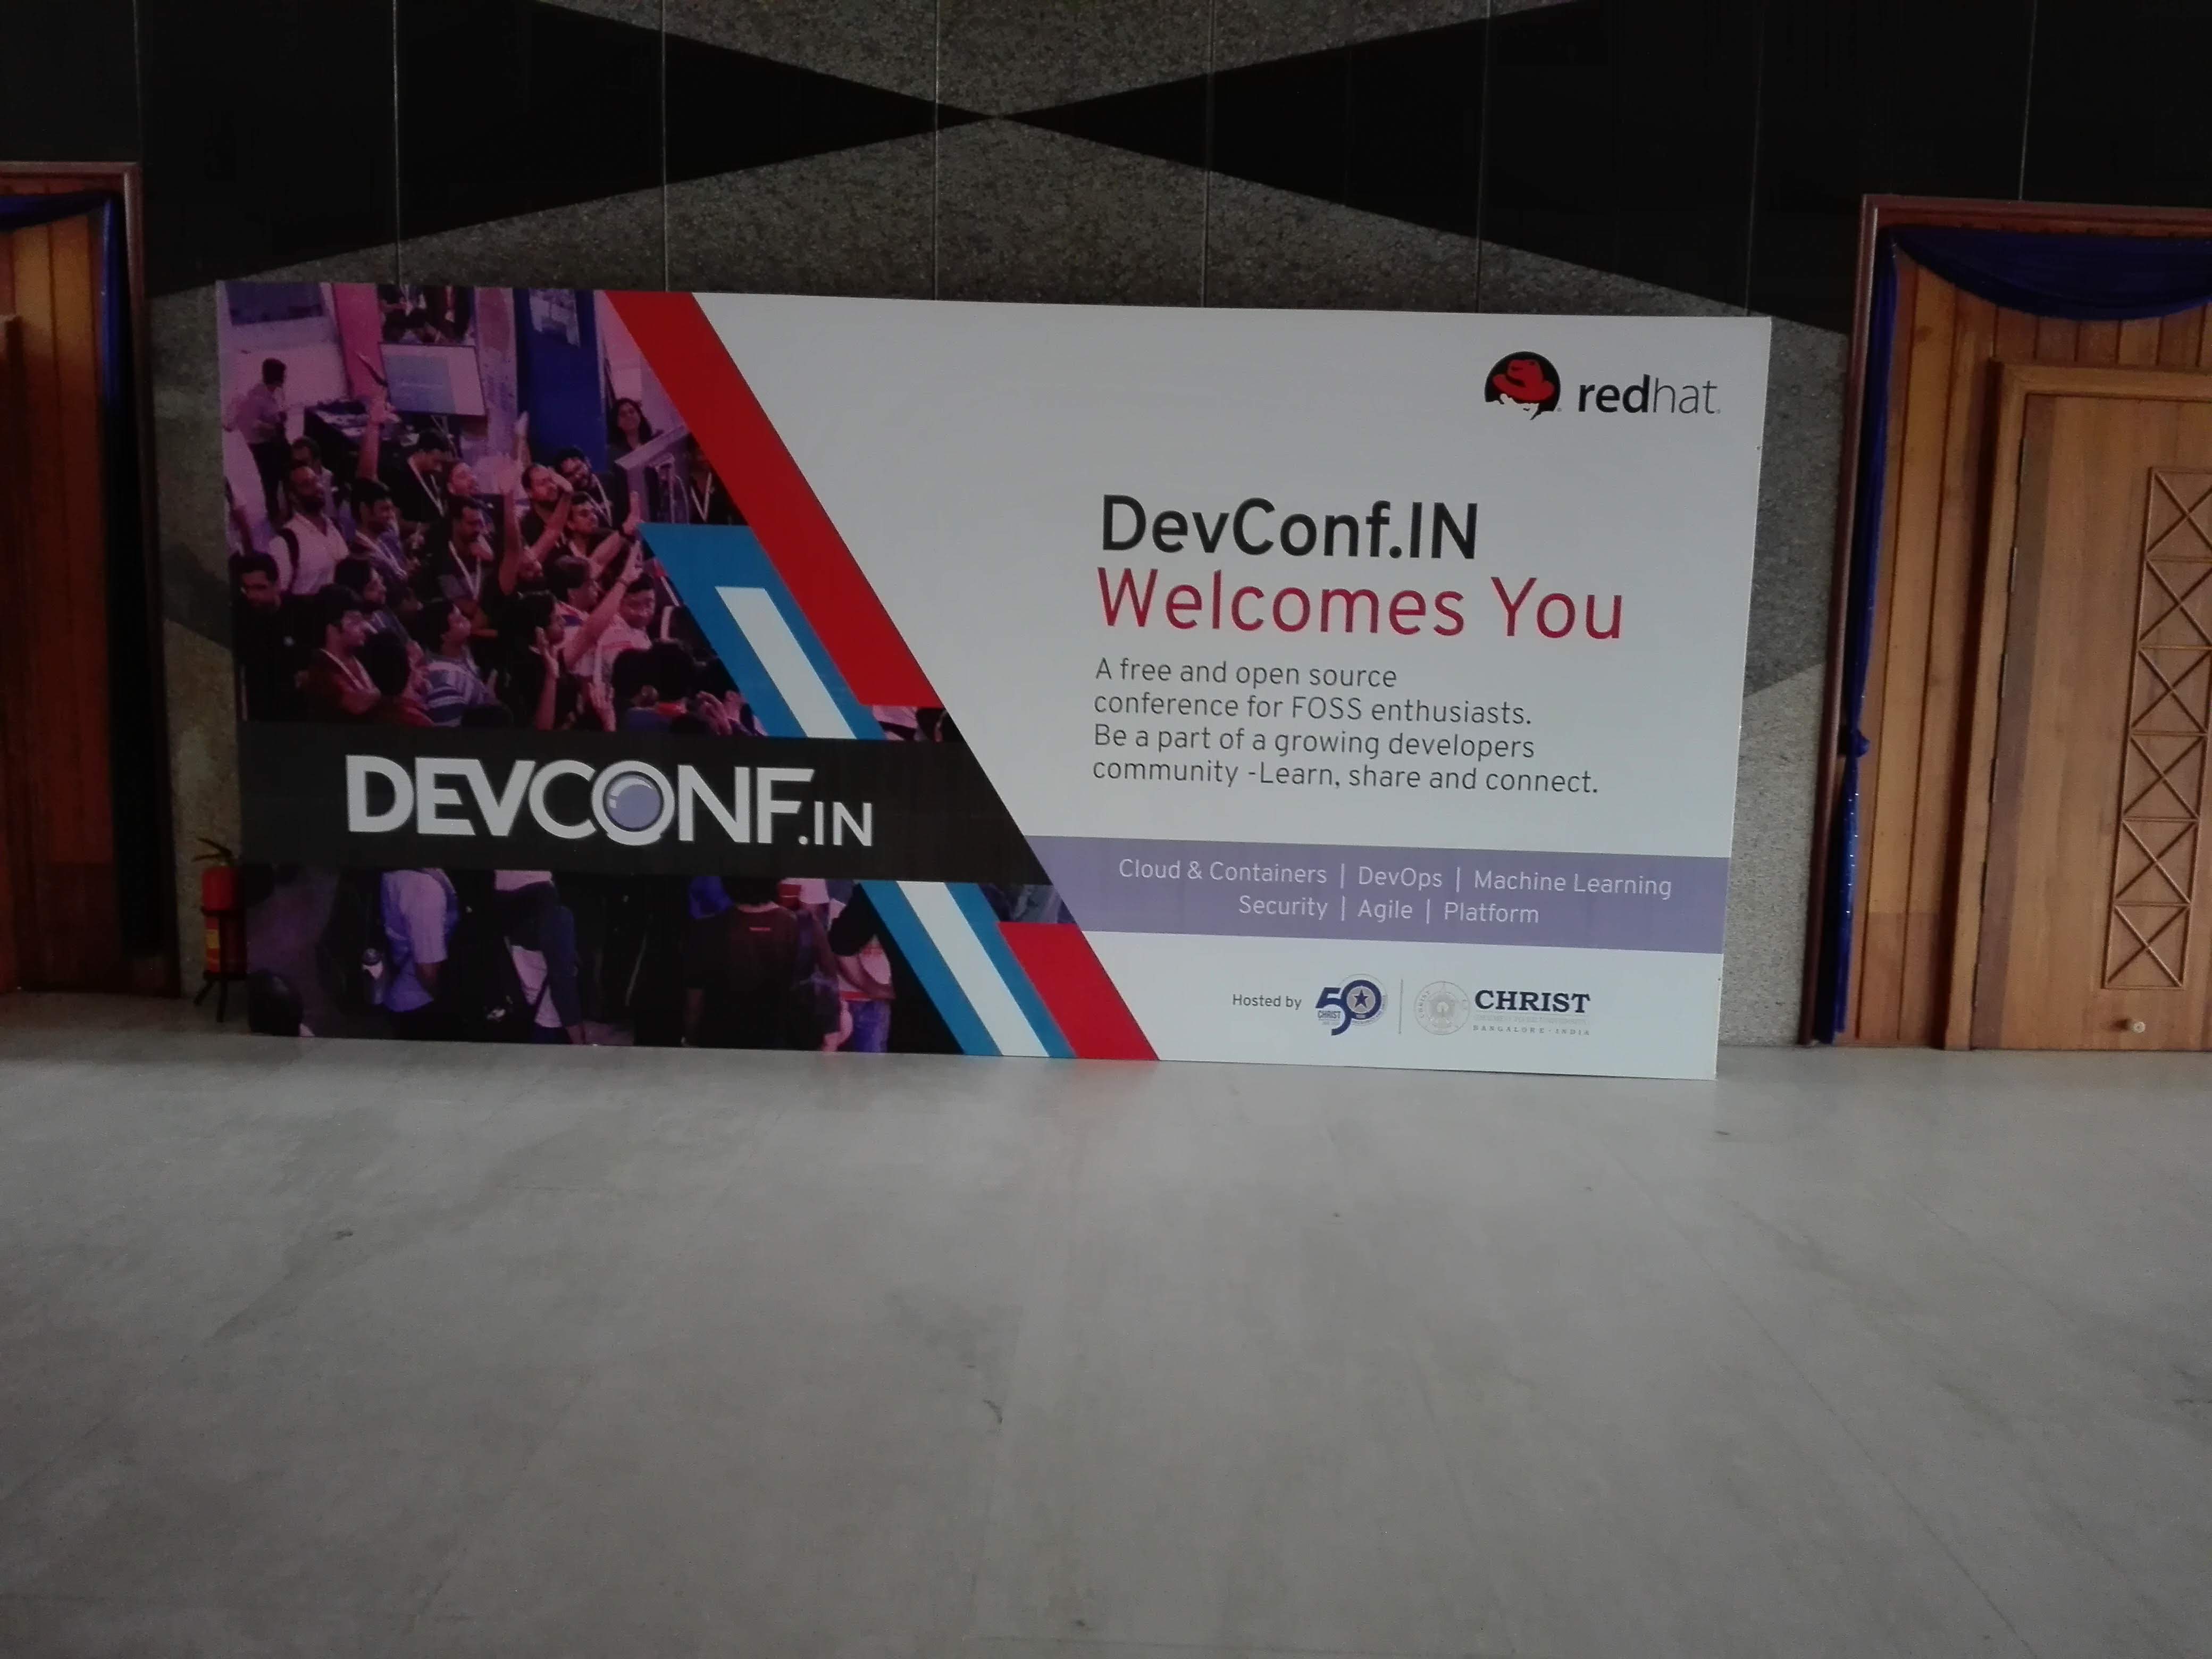 redhat.
DevConf.IN
Welcomes You
A free and open source
conference for FOSS enthusiasts.
Be a part of a growing developers
community -Learn, share and connect.
DEVCONF.IN
Cloud & Containers | DevOps | Machine Learning
Security | Agile | Platform
Hosted by
50
CHRIST
CHRIST
BANGALORE · INDIA